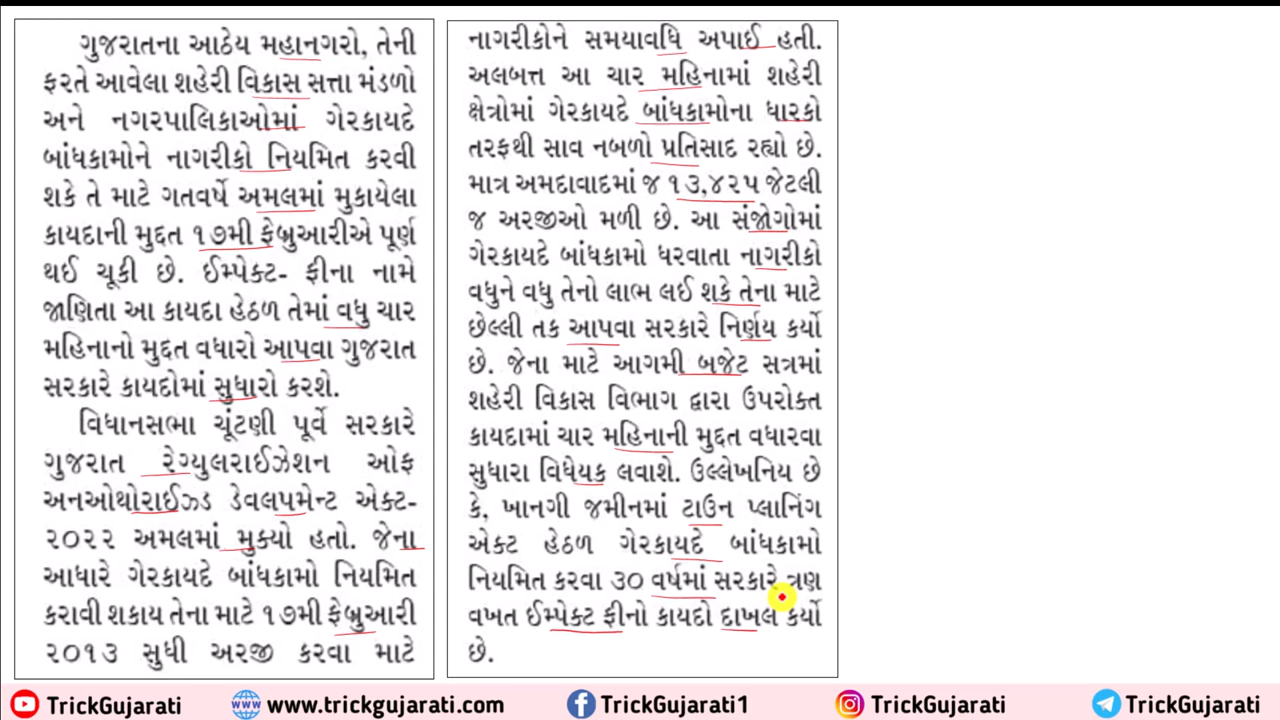 ગુજરાતના આઠેય મહાનગરો, તેની
ફરતે આવેલા શહેરી વિકાસ સત્તા મંડળો
અને નગરપાલિકાઓમાં ગેરકાયદે
બાંધકામોને નાગરીકો નિયમિત કરવી
શકે તે માટે ગતવર્ષે અમલમાં મુકાયેલા
કાયદાની મુદ્દત ૧૭મી ફેબ્રુઆરીએ પૂર્ણ
થઈ ચૂકી છે. ઈમ્પેક્ટ- ફીના નામે
જાણિતા આ કાયદા હેઠળ તેમાં વધુ ચાર
મહિનાનો મુદ્દત વધારો આપવા ગુજરાત
સરકારે કાયદોમાં સુધારો કરશે.
વિધાનસભા ચૂંટણી પૂર્વે સરકારે
ગુજરાત રેગ્યુલરાઈઝેશન ઓફ
અનઓથોરાઈઝ્ડ ડેવલપમેન્ટ એક્ટ-
૨૦૨૨ અમલમાં મુક્યો હતો. જેના
આધારે ગેરકાયદે બાંધકામો નિયમિત
કરાવી શકાય તેના માટે ૧૭મી ફેબ્રુઆરી
૨૦૧૩ સુધી અરજી કરવા માટે
નાગરીકોને સમયાવધિ અપાઈ હતી.
અલબત્ત આ ચાર મહિનામાં શહેરી
ક્ષેત્રોમાં ગેરકાયદે બાંધકામોના ધારકો
તરફથી સાવ નબળો પ્રતિસાદ રહ્યો છે.
માત્ર અમદાવાદમાં જ ૧૩,૪૨૫ જેટલી
જ અરજીઓ મળી છે. આ સંજોગોમાં
ગેરકાયદે બાંધકામો ધરવાતા નાગરીકો
વધુને વધુ તેનો લાભ લઈ શકે તેના માટે
છેલ્લી તક આપવા સરકારે નિર્ણય કર્યો
છે. જેના માટે આગમી બજેટ સત્રમાં
શહેરી વિકાસ વિભાગ દ્વારા ઉપરોક્ત
કાયદામાં ચાર મહિનાની મુદ્દત વધારવા
સુધારા વિધેયક લવાશે. ઉલ્લેખનિય છે
કે, ખાનગી જમીનમાં ટાઉન પ્લાનિંગ
એક્ટ હેઠળ ગેરકાયદે બાંધકામો
નિયમિત કરવા ૩૦ વર્ષમાં સરકારે ત્રણ
વખત ઈમ્પેક્ટ ફીનો કાયદો દાખલ કર્યો
છે.
TrickGujarati www.trickgujarati.com TrickGujarati1 TrickGujarati TrickGujarati